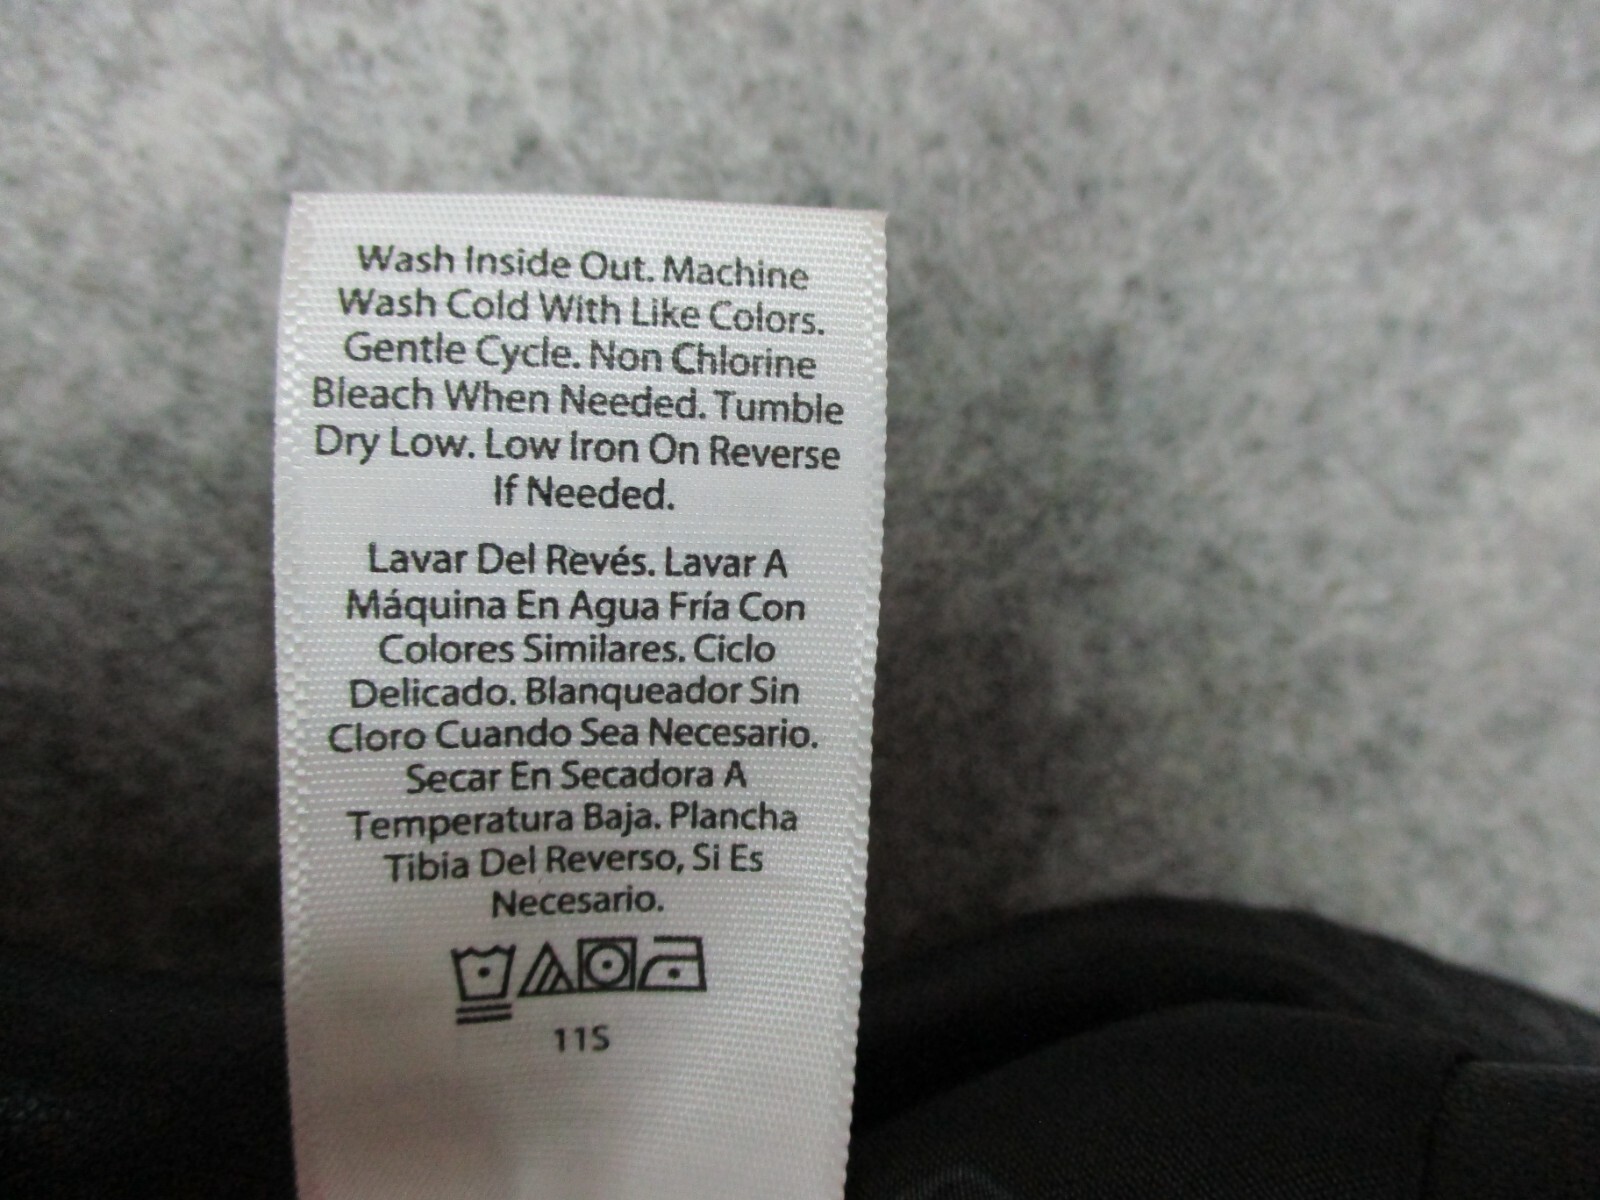 Wash Inside Out. Machine
Wash Cold With Like Colors.
Gentle Cycle. Non Chlorine
Bleach When Needed. Tumble
Dry Low. Low Iron On Reverse
If Needed.
Lavar Del Revés. Lavar A
Máquina En Agua Fría Con
Colores Similares. Ciclo
Delicado. Blanqueador Sin
Cloro Cuando Sea Necesario.
Secar En Secadora A
Temperatura Baja. Plancha
Tibia Del Reverso, Si Es
Necesario.
11S